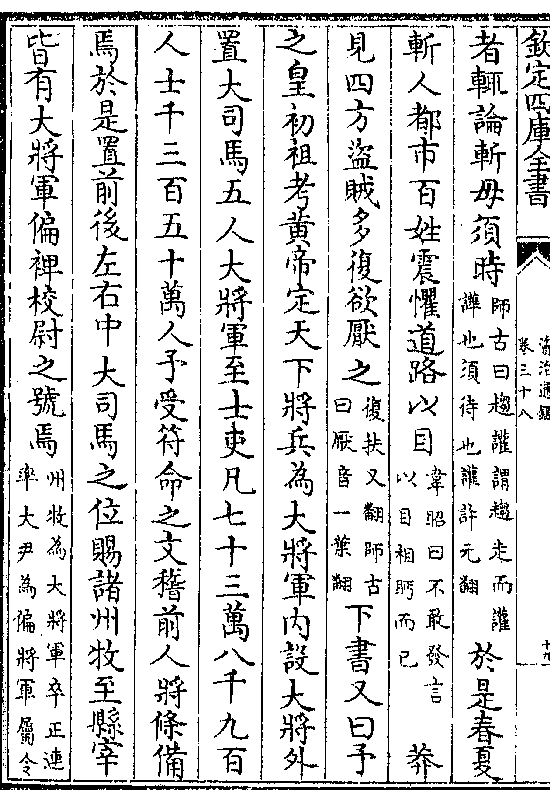 欽定四庫全書
資治通鑑
卷三十八
者輒論斬毋須時
師古曰趨讙謂趨走而讙
譁也須待也讙許元翻
於是春夏
斬人都市百姓震懼道路以目
韋昭曰不敢發言
以目相眄而已
莽
見四方盜賊多復欲厭之
復扶又翻師古
曰厭音一葉翻
下書又曰予
之皇初祖考黄帝定天下將兵為大將軍内設大將外
置大司馬五人大將軍至士吏凡七十三萬八千九百
人士千三百五十萬人予受符命之文稽前人將條備
焉於是置前後左右中大司馬之位賜諸州牧至縣宰
皆有大將軍偏裨校尉之號焉
州牧為大將軍卒正連
率大尹為偏將軍屬令